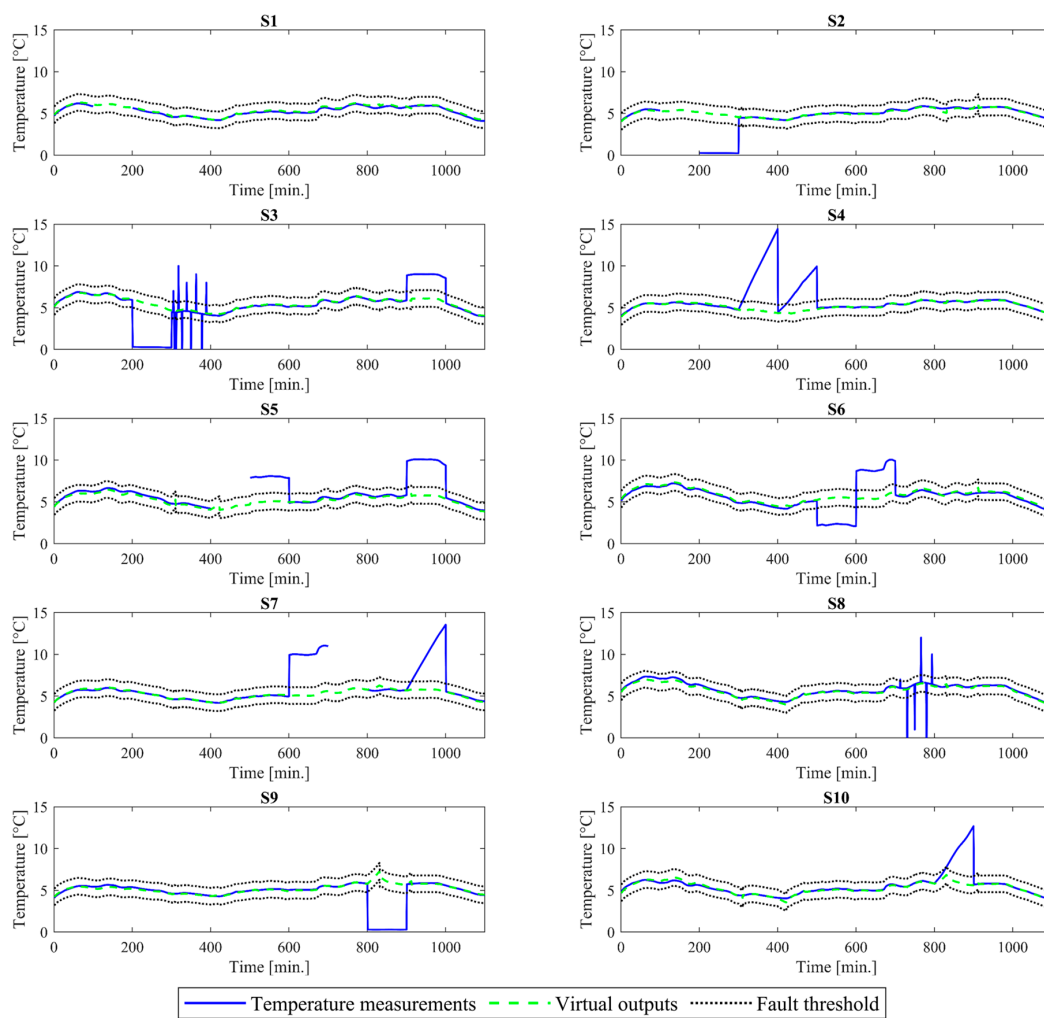 S1
S2
Temperature [°C]
15
10
5
0
0 200 400 600 800 1000
Time [min.]
Temperature [°C]
15
10
5
0
0 200 400 600 800 1000
Time [min.]
S3
S4
Temperature [°C]
15
10
5
0
0 200 400 600 800 1000
Time [min.]
Temperature [°C]
15
10
5
0
0 200 400 600 800 1000
Time [min.]
S5
S6
Temperature [°C]
15
10
5
0
0 200 400 600 800 1000
Time [min.]
Temperature [°C]
15
10
5
0
0 200 400 600 800 1000
Time [min.]
S7
S8
Temperature [°C]
15
10
5
0
0 200 400 600 800 1000
Time [min.]
Temperature [°C]
15
10
5
0
0 200 400 600 800 1000
Time [min.]
S9
S10
Temperature [°C]
15
10
5
0
0 200 400 600 800 1000
Time [min.]
Temperature [°C]
15
10
5
0
0 200 400 600 800 1000
Time [min.]
Temperature measurements Virtual outputs Fault threshold